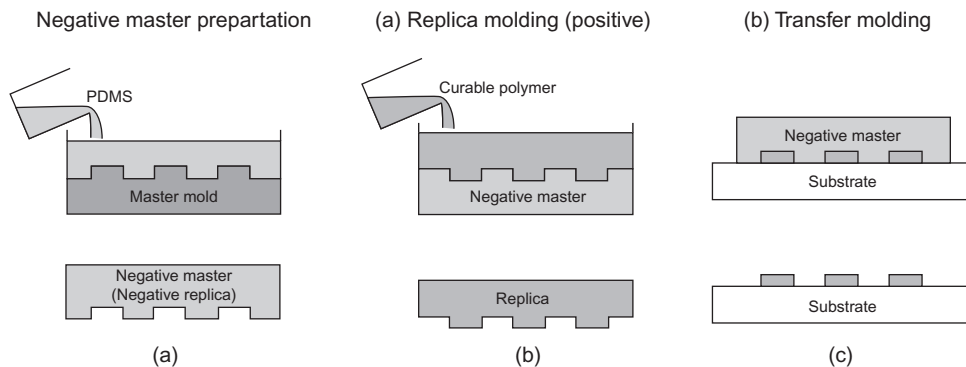 Negative master prepartation
PDMS
Master mold
Negative master
(Negative replica)
(a)
(a) Replica molding (positive)
Curable polymer
Negative master
Replica
(b)
(b) Transfer molding
Negative master
Substrate
Substrate
(c)